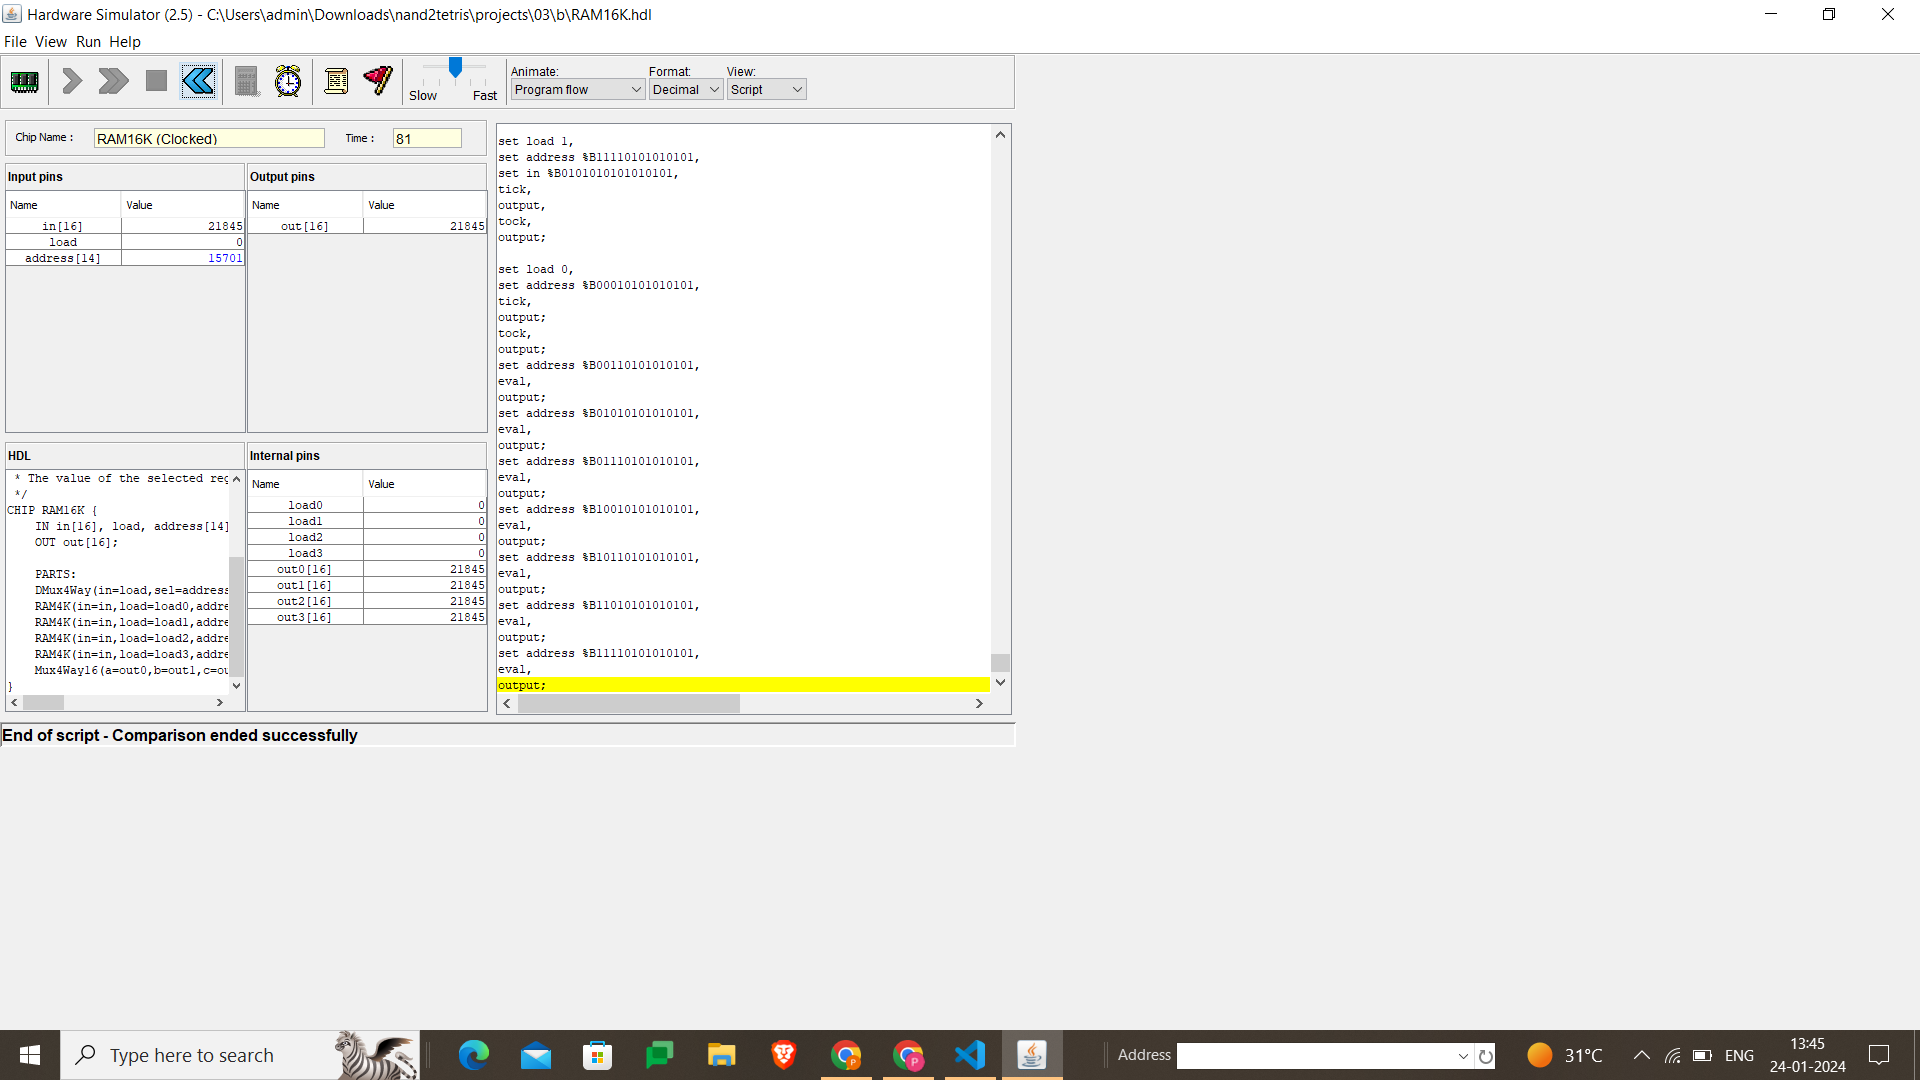 Hardware Simulator (2.5) - C:\Users\admin\Downloads\nand2tetris\projects\03\b\RAM16K.hdl
File View Run Help
Slow Fast
Animate: Format: View:
Program flow Decimal Script
Chip Name : RAM16K (Clocked) Time : 81
Input pins
Name Value
in[16] 21845
load 0
address[14] 15701
Output pins
Name Value
out[16] 21845
HDL
* The value of the selected reg
*/
CHIP RAM16K {
IN in[16], load, address[14]
OUT out[16];
PARTS:
DMux4Way(in=load,sel=address
RAM4K(in=in,load=load0,addre
RAM4K(in=in,load=load1,addre
RAM4K(in=in,load=load2,addre
RAM4K(in=in,load=load3,addre
Mux4Way16(a=out0,b=out1,c=ou
}
Internal pins
Name Value
load0 0
load1 0
load2 0
load3 0
out0[16] 21845
out1[16] 21845
out2[16] 21845
out3[16] 21845
set load 1,
set address %B11110101010101,
set in %B0101010101010101,
tick,
output,
tock,
output;
set load 0,
set address %B00010101010101,
tick,
output;
tock,
output;
set address %B00110101010101,
eval,
output;
set address %B01010101010101,
eval,
output;
set address %B01110101010101,
eval,
output;
set address %B10010101010101,
eval,
output;
set address %B10110101010101,
eval,
output;
set address %B11010101010101,
eval,
output;
set address %B11110101010101,
eval,
output;
End of script - Comparison ended successfully
Type here to search
Address
31°C
ENG
13:45
24-01-2024